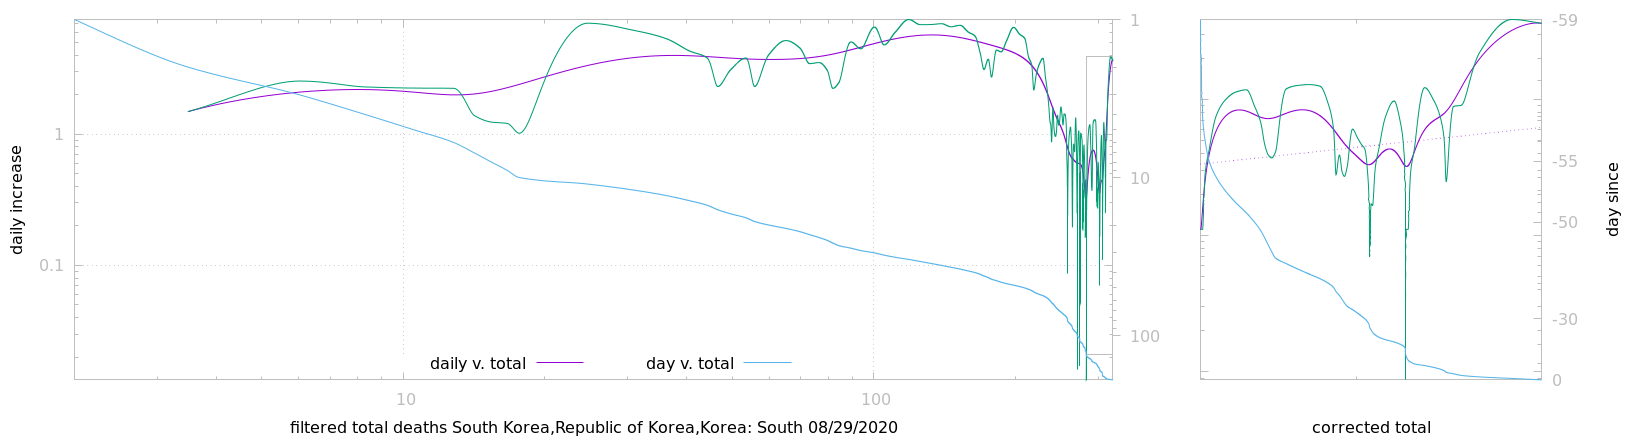 1
-59
1
-55
10
daily increase
day since
-50
0.1
-30
100
daily v. total
day v. total
0
10
100
filtered total deaths South Korea,Republic of Korea,Korea: South 08/29/2020
corrected total